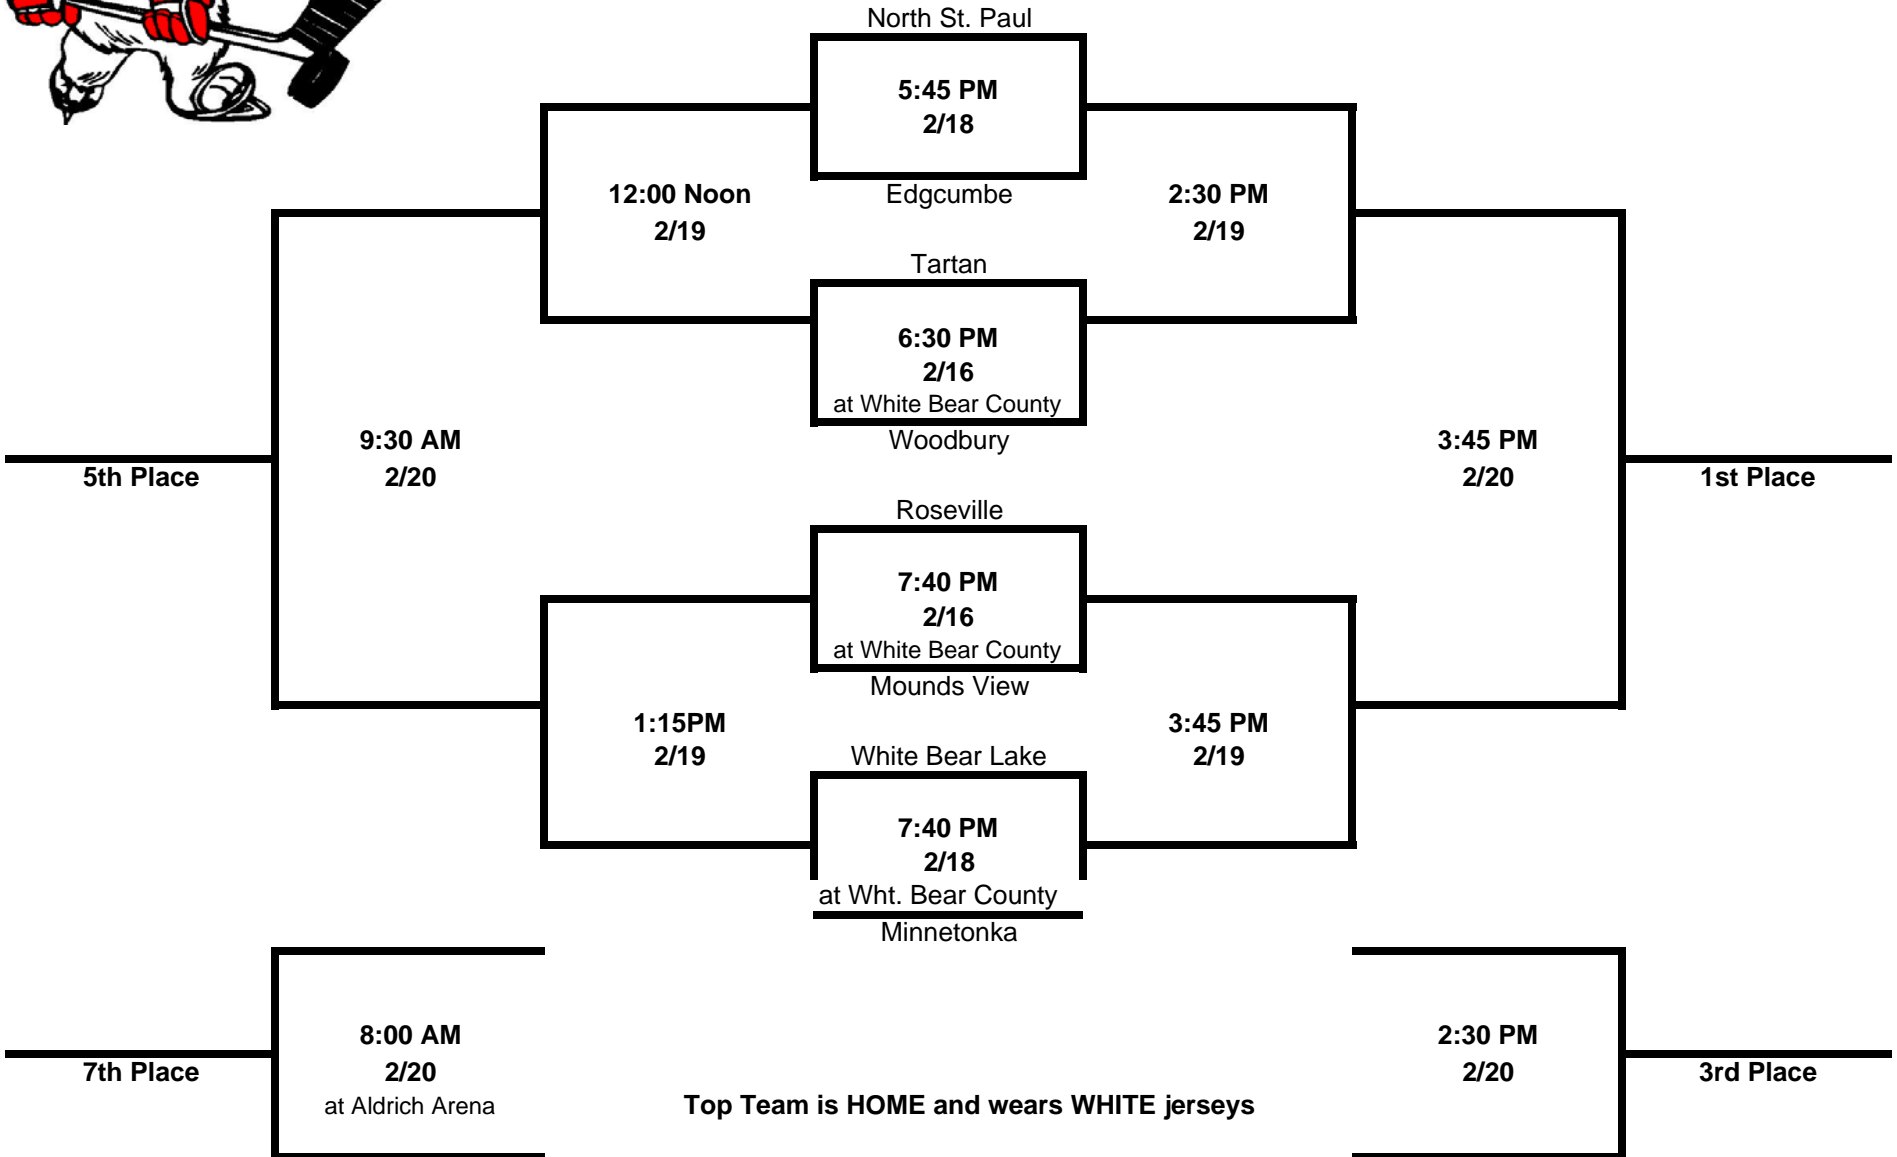 North St. Paul
5:45 PM
2/18
12:00 Noon
2/19
Edgcumbe
2:30 PM
2/19
Tartan
6:30 PM
2/16
at White Bear County
Woodbury
9:30 AM
2/20
5th Place
3:45 PM
2/20
1st Place
Roseville
7:40 PM
2/16
at White Bear County
Mounds View
1:15PM
2/19
3:45 PM
2/19
White Bear Lake
7:40 PM
2/18
at Wht. Bear County
Minnetonka
8:00 AM
2/20
at Aldrich Arena
7th Place
2:30 PM
2/20
3rd Place
Top Team is HOME and wears WHITE jerseys